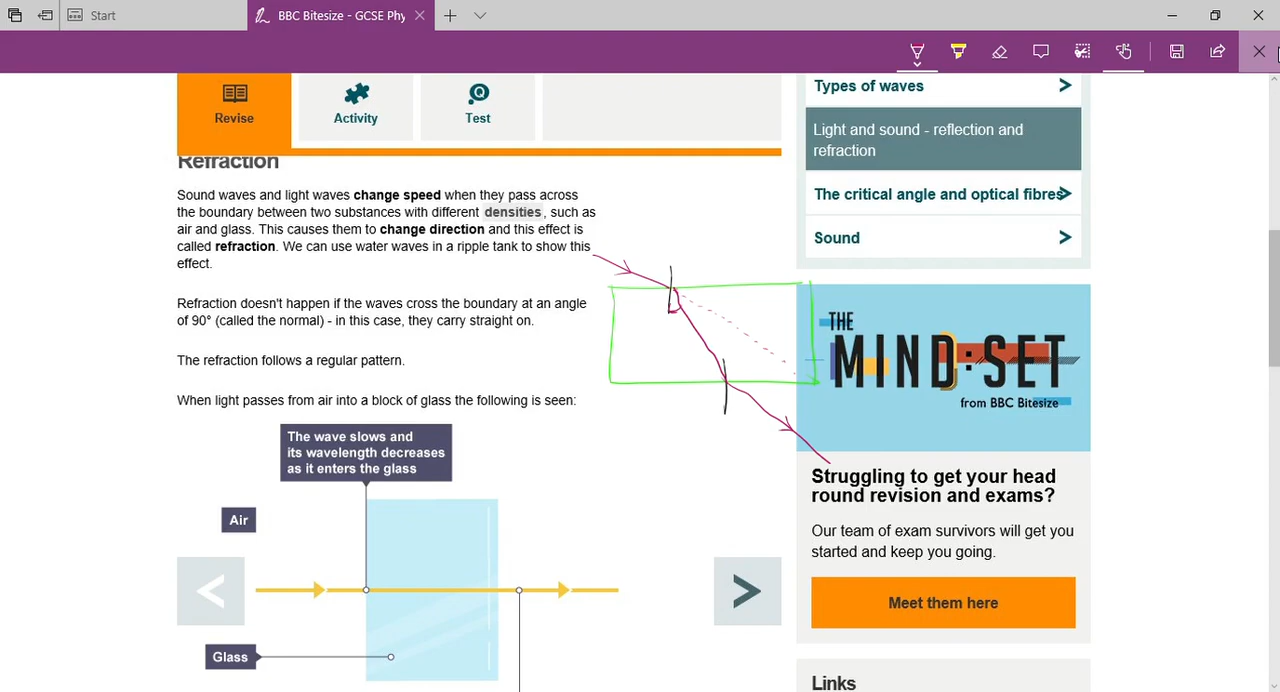 Start
BBC Bitesize - GCSE Phy
Revise
Activity
Test
Refraction
Sound waves and light waves change speed when they pass across
the boundary between two substances with different densities, such as
air and glass. This causes them to change direction and this effect is
called refraction. We can use water waves in a ripple tank to show this
effect.
Refraction doesn't happen if the waves cross the boundary at an angle
of 90° (called the normal) - in this case, they carry straight on.
The refraction follows a regular pattern.
When light passes from air into a block of glass the following is seen:
The wave slows and
its wavelength decreases
as it enters the glass
Air
Glass
Types of waves
Light and sound - reflection and
refraction
The critical angle and optical fibres
Sound
THE
MIND:SET
from BBC Bitesize
Struggling to get your head
round revision and exams?
Our team of exam survivors will get you
started and keep you going.
Meet them here
Links